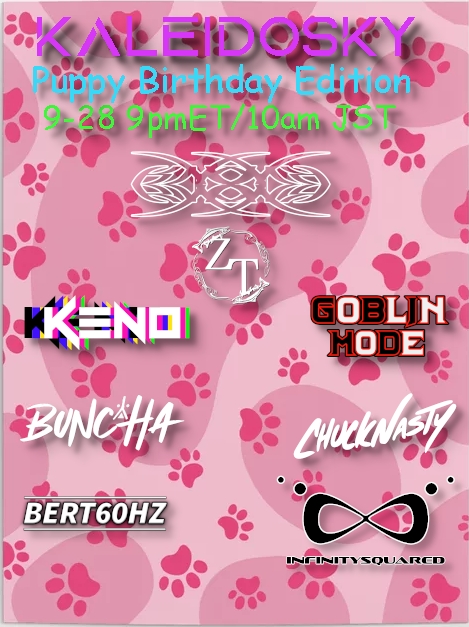 KALEIDOSKY
Puppy Birthday Edition
9-28 9pmET/10am JST
ZT
KENO
GOBLIN
MODE
BUNCHA
CHUCKNASTY
BERT60HZ
INFINITYSQUARED